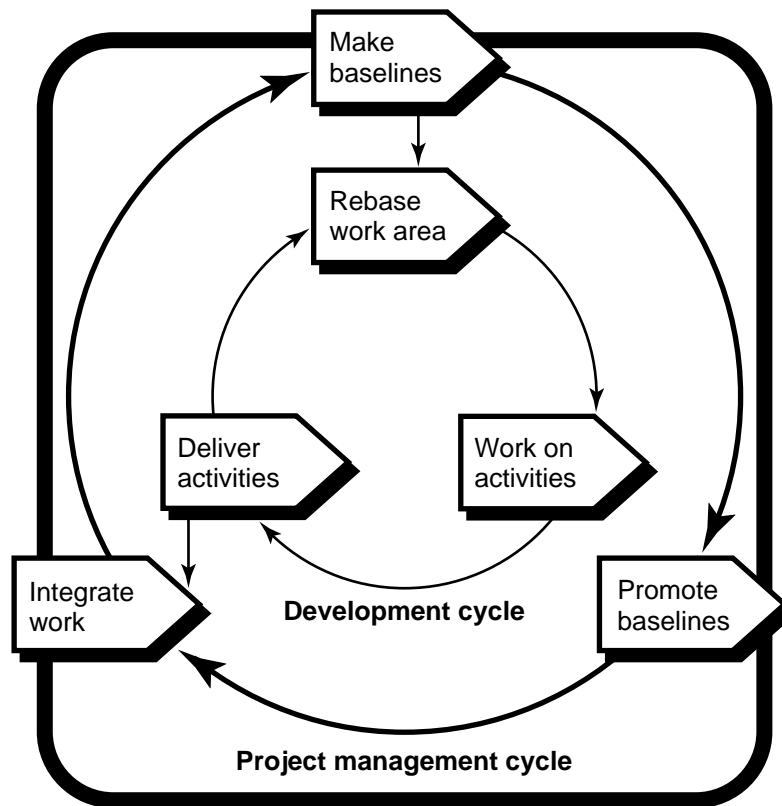 Make
baselines
Rebase
work area
Deliver
activities
Work on
activities
Integrate
work
Development cycle
Promote
baselines
Project management cycle